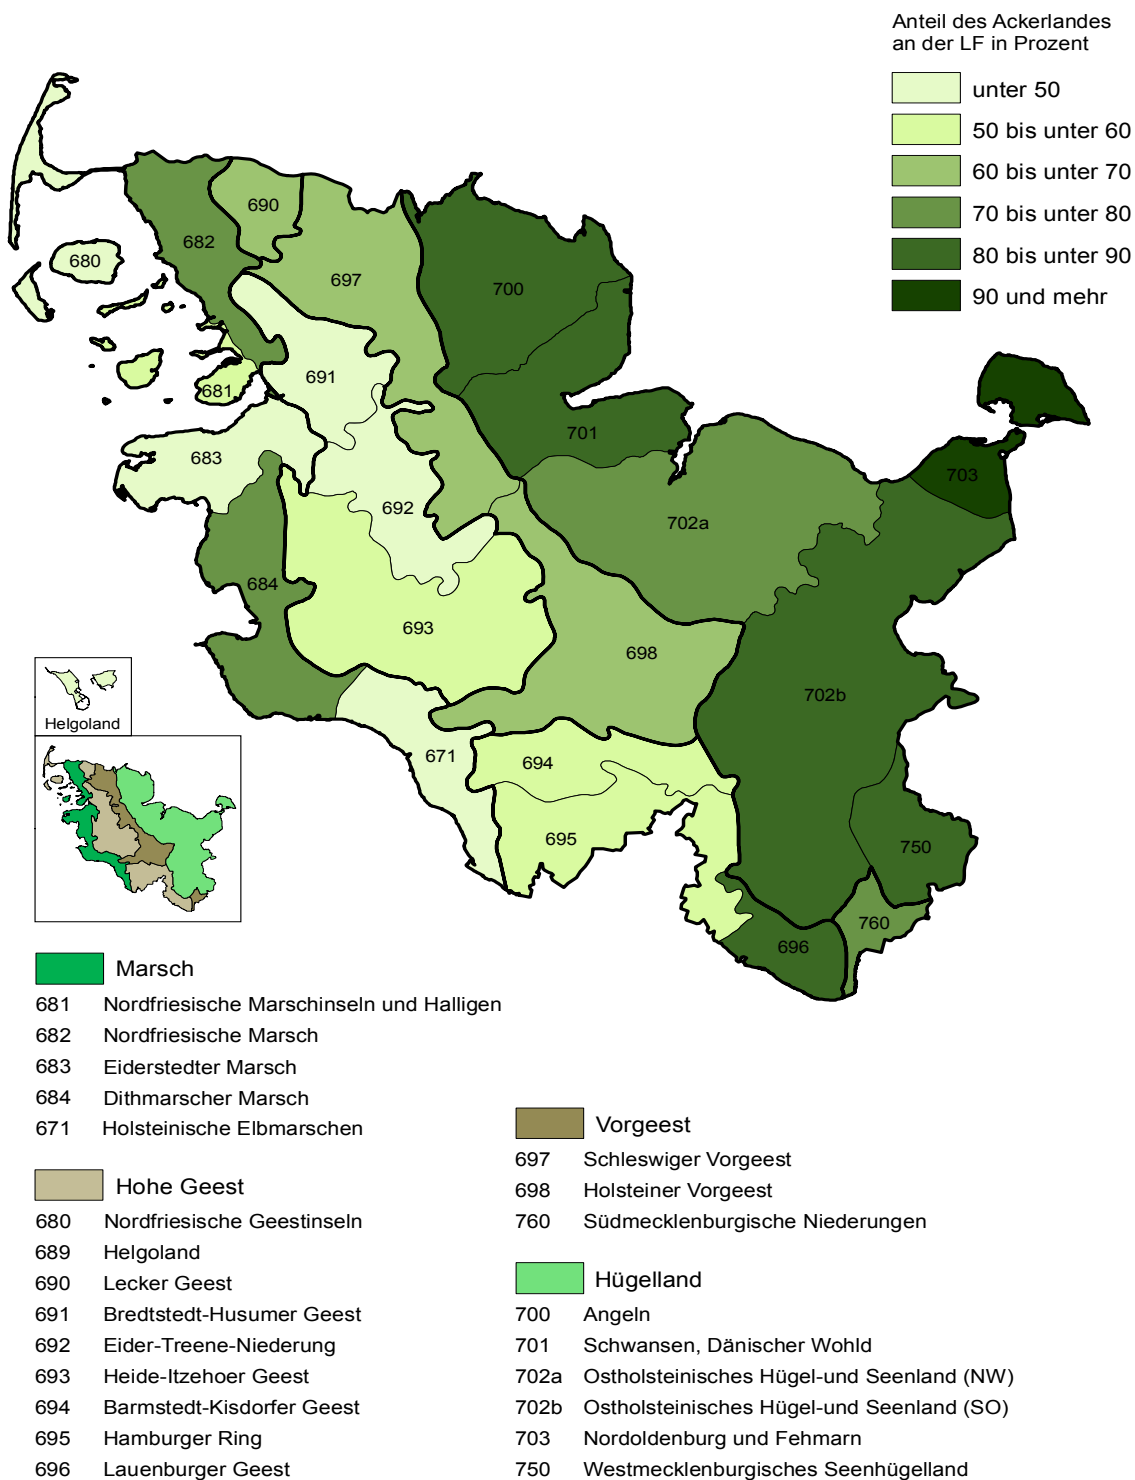 Anteil des Ackerlandes
an der LF in Prozent
unter 50
50 bis unter 60
60 bis unter 70
70 bis unter 80
80 bis unter 90
90 und mehr
690
682
680
697
700
691
681
701
683
703
692
702a
684
693
698
702b
671
694
695
750
760
696
Helgoland
Marsch
681 Nordfriesische Marschinseln und Halligen
682 Nordfriesische Marsch
683 Eiderstedter Marsch
684 Dithmarscher Marsch
671 Holsteinische Elbmarschen
Hohe Geest
680 Nordfriesische Geestinseln
689 Helgoland
690 Lecker Geest
691 Bredtstedt-Husumer Geest
692 Eider-Treene-Niederung
693 Heide-Itzehoer Geest
694 Barmstedt-Kisdorfer Geest
695 Hamburger Ring
696 Lauenburger Geest
Vorgeest
697 Schleswiger Vorgeest
698 Holsteiner Vorgeest
760 Südmecklenburgische Niederungen
Hügelland
700 Angeln
701 Schwansen, Dänischer Wohld
702a Ostholsteinisches Hügel-und Seenland (NW)
702b Ostholsteinisches Hügel-und Seenland (SO)
703 Nordoldenburg und Fehmarn
750 Westmecklenburgisches Seenhügelland